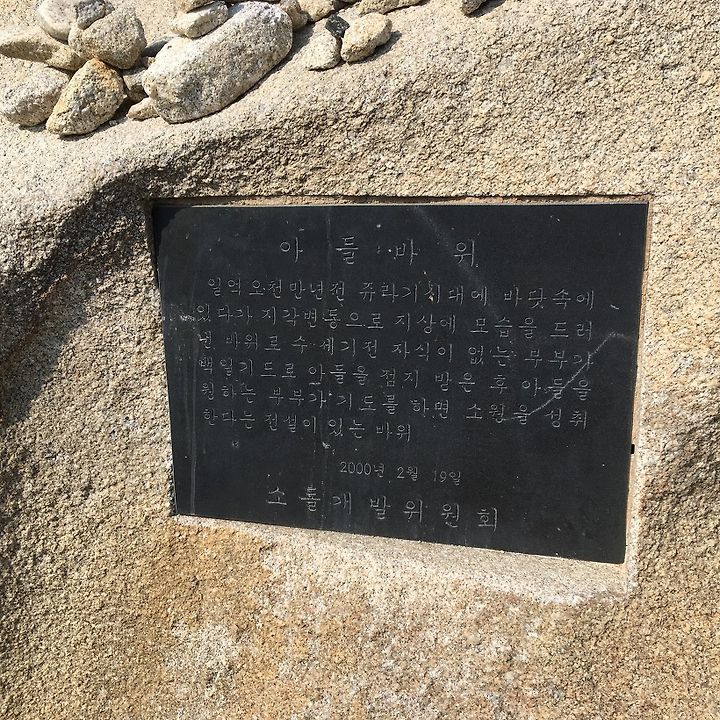 아들바위
일억오천만년전 쥬라기시대에 바닷속에
있다가 지각변동으로 지상에 모습을 드러
낸 바위로 수 세기전 자식이 없는 부부가
백일기도로 아들을 점지 받은 후 아들을
원하는 부부가 기도를 하면 소원을 성취
한다는 전설이 있는 바위
2000년 2월 19일
소돌개발위원회